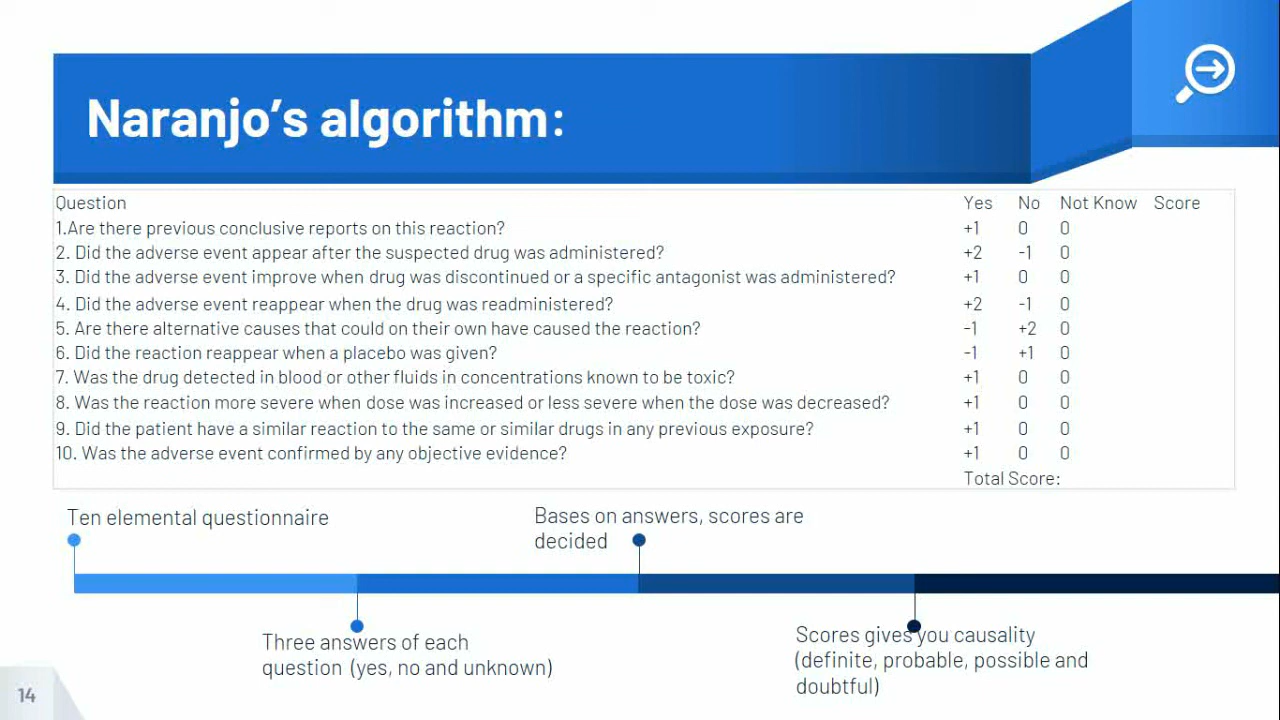 Naranjo’s algorithm:
Question Yes No Not Know Score
1.Are there previous conclusive reports on this reaction? +1 0 0
2. Did the adverse event appear after the suspected drug was administered? +2 -1 0
3. Did the adverse event improve when drug was discontinued or a specific antagonist was administered? +1 0 0
4. Did the adverse event reappear when the drug was readministered? +2 -1 0
5. Are there alternative causes that could on their own have caused the reaction? -1 +2 0
6. Did the reaction reappear when a placebo was given? -1 +1 0
7. Was the drug detected in blood or other fluids in concentrations known to be toxic? +1 0 0
8. Was the reaction more severe when dose was increased or less severe when the dose was decreased? +1 0 0
9. Did the patient have a similar reaction to the same or similar drugs in any previous exposure? +1 0 0
10. Was the adverse event confirmed by any objective evidence? +1 0 0
Total Score:
Ten elemental questionnaire
Bases on answers, scores are
decided
Three answers of each
question (yes, no and unknown)
Scores gives you causality
(definite, probable, possible and
doubtful)
14